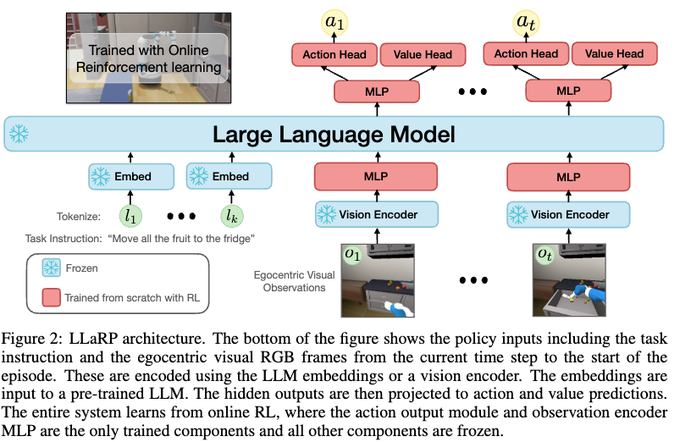 Trained with Online
Reinforcement learning
a1
at
Action Head
Value Head
Action Head
Value Head
MLP
•••
MLP
Large Language Model
Embed
Embed
MLP
MLP
Tokenize:
l1
•••
lk
Vision Encoder
Vision Encoder
Task Instruction: “Move all the fruit to the fridge”
Frozen
Trained from scratch with RL
Egocentric Visual
Observations
o1
•••
ot
Figure 2: LLaRP architecture. The bottom of the figure shows the policy inputs including the task
instruction and the egocentric visual RGB frames from the current time step to the start of the
episode. These are encoded using the LLM embeddings or a vision encoder. The embeddings are
input to a pre-trained LLM. The hidden outputs are then projected to action and value predictions.
The entire system learns from online RL, where the action output module and observation encoder
MLP are the only trained components and all other components are frozen.